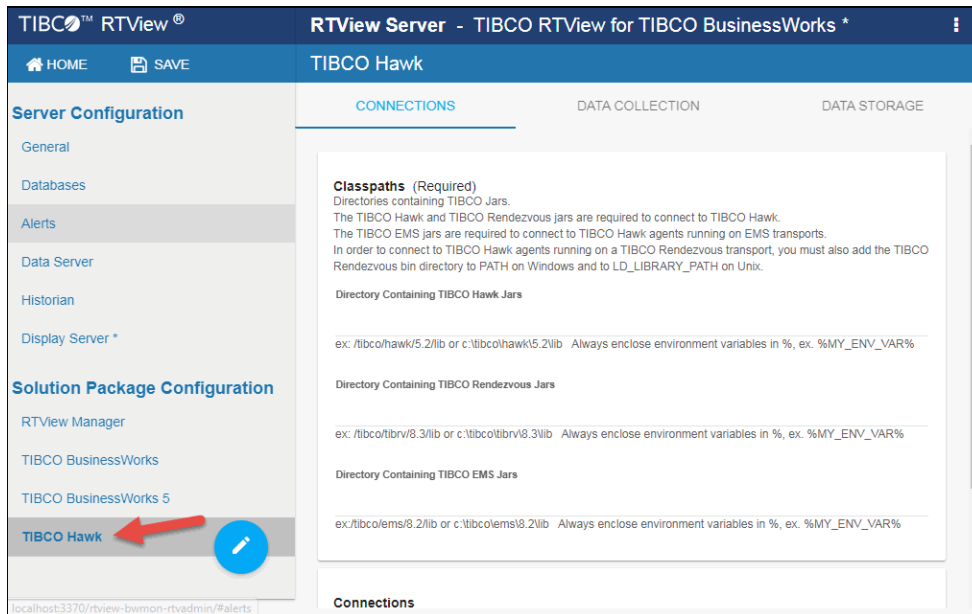 TIBCO™ RTView ®
RTView Server - TIBCO RTView for TIBCO BusinessWorks *
HOME
SAVE
TIBCO Hawk
Server Configuration
General
Databases
Alerts
Data Server
Historian
Display Server *
Solution Package Configuration
RTView Manager
TIBCO BusinessWorks
TIBCO BusinessWorks 5
TIBCO Hawk
localhost:3370/rtview-bwmon-rtvadmin/#alerts
CONNECTIONS
DATA COLLECTION
DATA STORAGE
Classpaths (Required)
Directories containing TIBCO Jars.
The TIBCO Hawk and TIBCO Rendezvous jars are required to connect to TIBCO Hawk.
The TIBCO EMS jars are required to connect to TIBCO Hawk agents running on EMS transports.
In order to connect to TIBCO Hawk agents running on a TIBCO Rendezvous transport, you must also add the TIBCO
Rendezvous bin directory to PATH on Windows and to LD_LIBRARY_PATH on Unix.
Directory Containing TIBCO Hawk Jars
ex: /tibco/hawk/5.2/lib or c:\tibco\hawk\5.2\lib Always enclose environment variables in %, ex. %MY_ENV_VAR%
Directory Containing TIBCO Rendezvous Jars
ex: /tibco/tibrv/8.3/lib or c:\tibco\tibrv\8.3\lib Always enclose environment variables in %, ex. %MY_ENV_VAR%
Directory Containing TIBCO EMS Jars
ex:/tibco/ems/8.2/lib or c:\tibco\ems\8.2\lib Always enclose environment variables in %, ex. %MY_ENV_VAR%
Connections